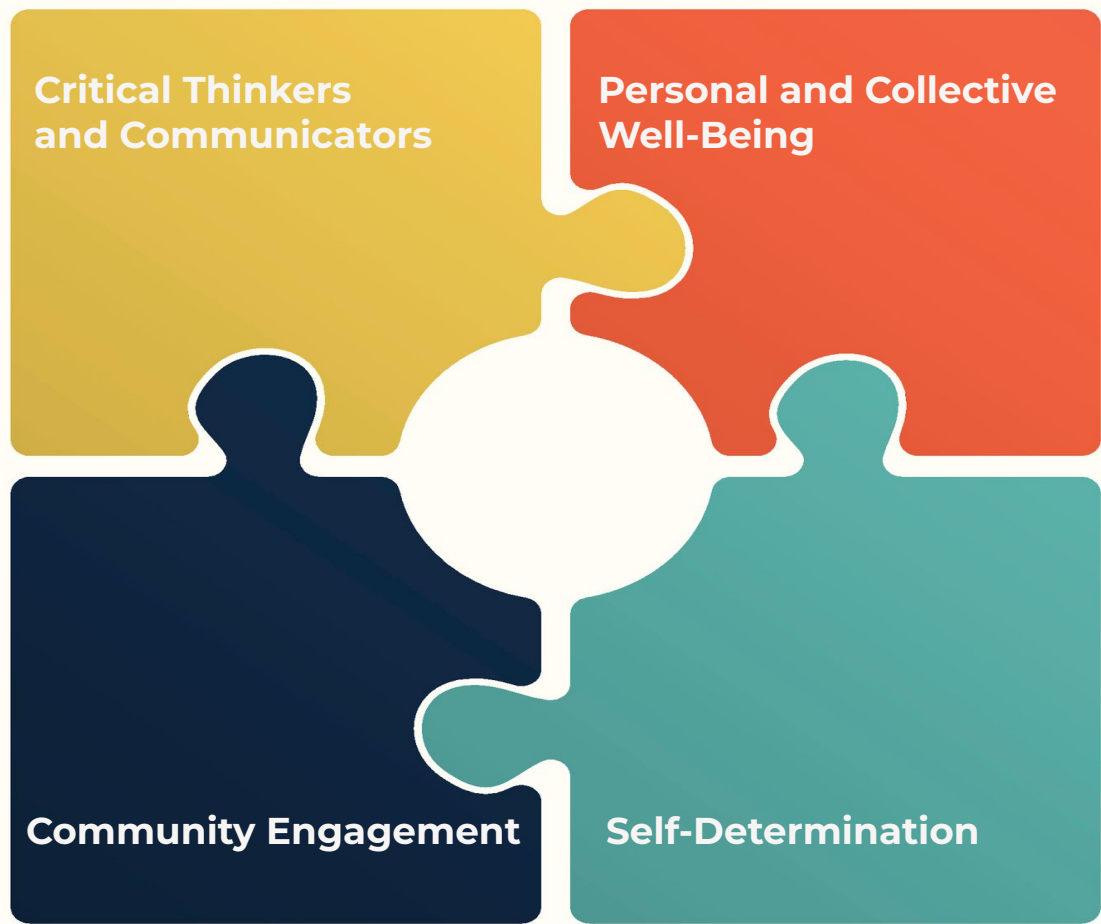 Critical Thinkers
and Communicators
Personal and Collective
Well-Being
Community Engagement
Self-Determination